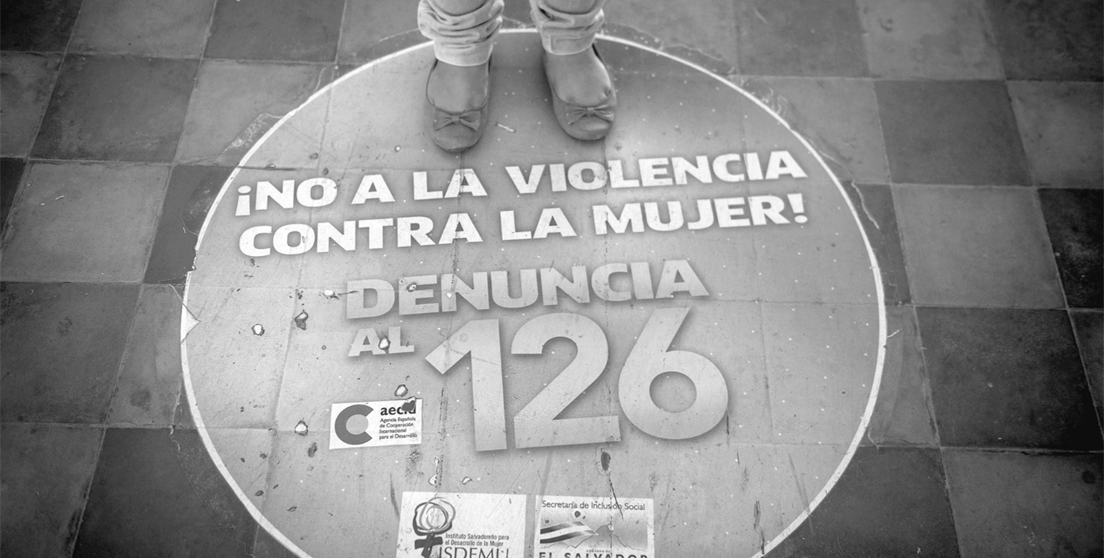 ¡NO A LA VIOLENCIA
CONTRA LA MUJER!
DENUNCIA
AL 126
aecid
Agencia Española
de Cooperación
Internacional
para el Desarrollo
Instituto Salvadoreño para
el Desarrollo de la Mujer
ISDEMU
Secretaría de Inclusión Social
EL SALVADOR